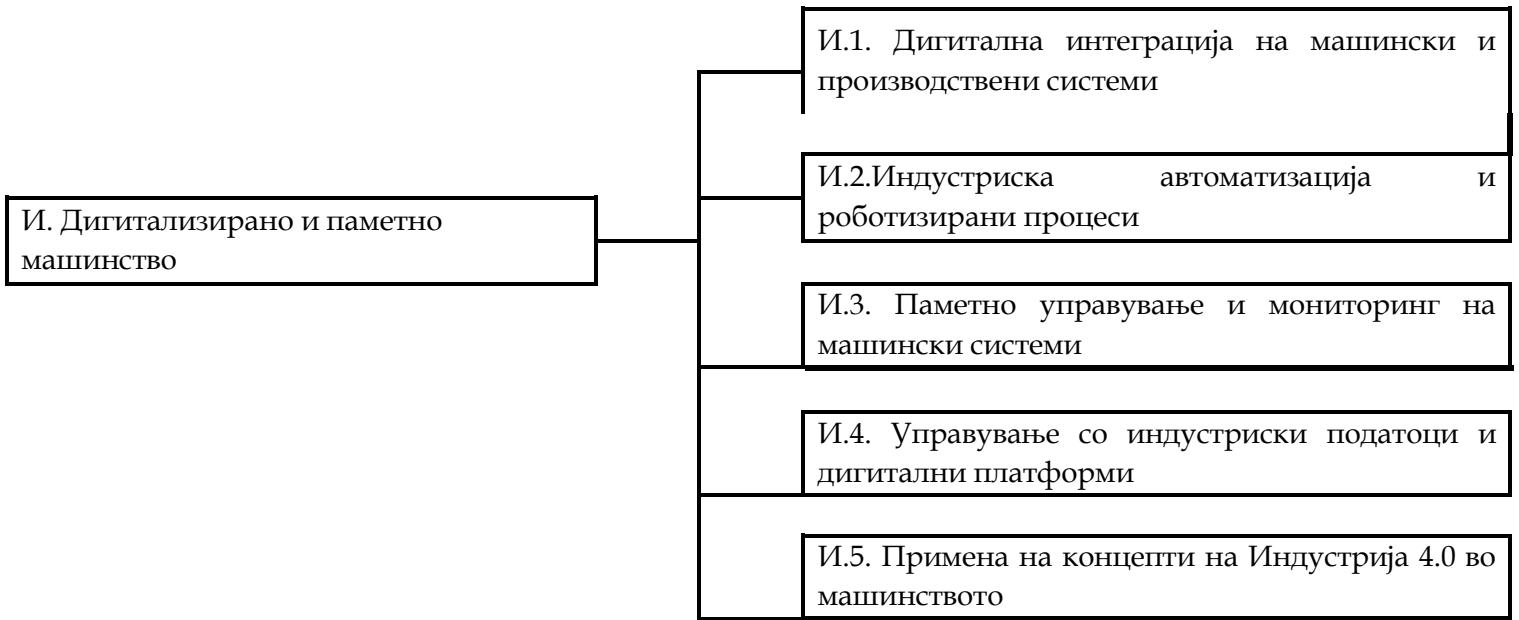 И.1. Дигитална интеграција на машински и
производствени системи
И.2.Индустриска автоматизација и
роботизирани процеси
И. Дигитализирано и паметно
машинство
И.3. Паметно управување и мониторинг на
машински системи
И.4. Управување со индустриски податоци и
дигитални платформи
И.5. Примена на концепти на Индустрија 4.0 во
машинството